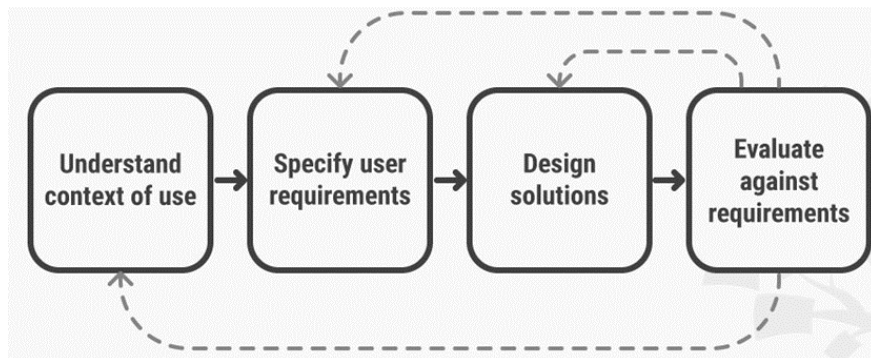 Understand
context of use
Specify user
requirements
Design
solutions
Evaluate
against
requirements